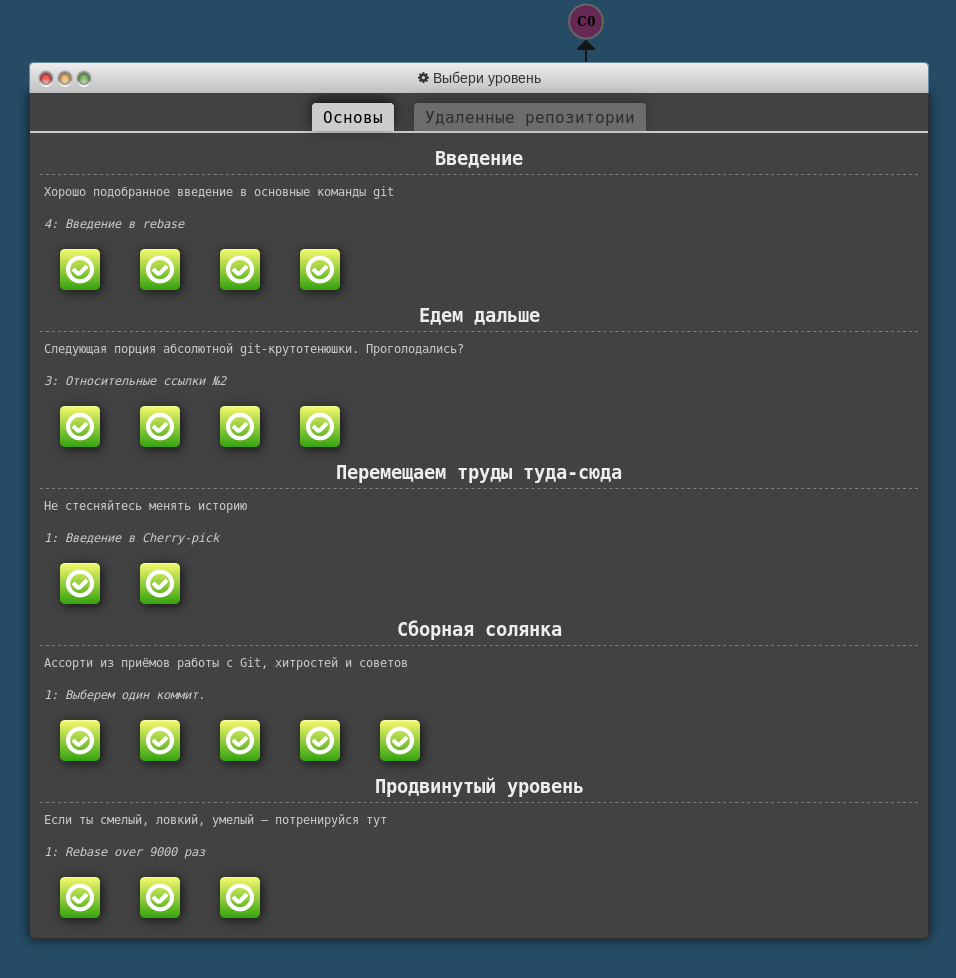 C0
Выбери уровень
Основы
Удаленные репозитории
Введение
Хорошо подобранное введение в основные команды git
4: Введение в rebase
Едем дальше
Следующая порция абсолютной git-крутотенюшки. Проголодались?
3: Относительные ссылки №2
Перемещаем труды туда-сюда
Не стесняйтесь менять историю
1: Введение в Cherry-pick
Сборная солянка
Ассорти из приёмов работы с Git, хитростей и советов
1: Выберем один коммит.
Продвинутый уровень
Если ты смелый, ловкий, умелый — потренируйся тут
1: Rebase over 9000 раз